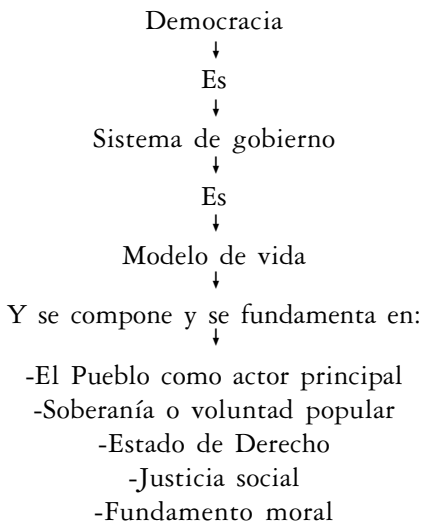 Democracia
Es
Sistema de gobierno
Es
Modelo de vida
Y se compone y se fundamenta en:
-El Pueblo como actor principal
-Soberanía o voluntad popular
-Estado de Derecho
-Justicia social
-Fundamento moral